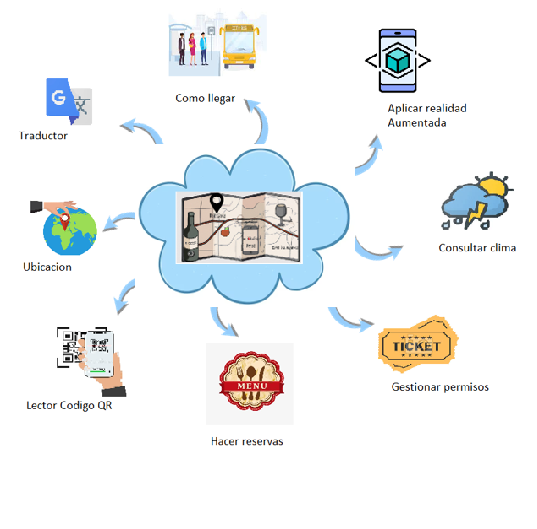 Como llegar
Aplicar realidad
Aumentada
G
Traductor
Consultar clima
Ubicacion
TICKET
Gestionar permisos
MENU
Lector Codigo QR
Hacer reservas